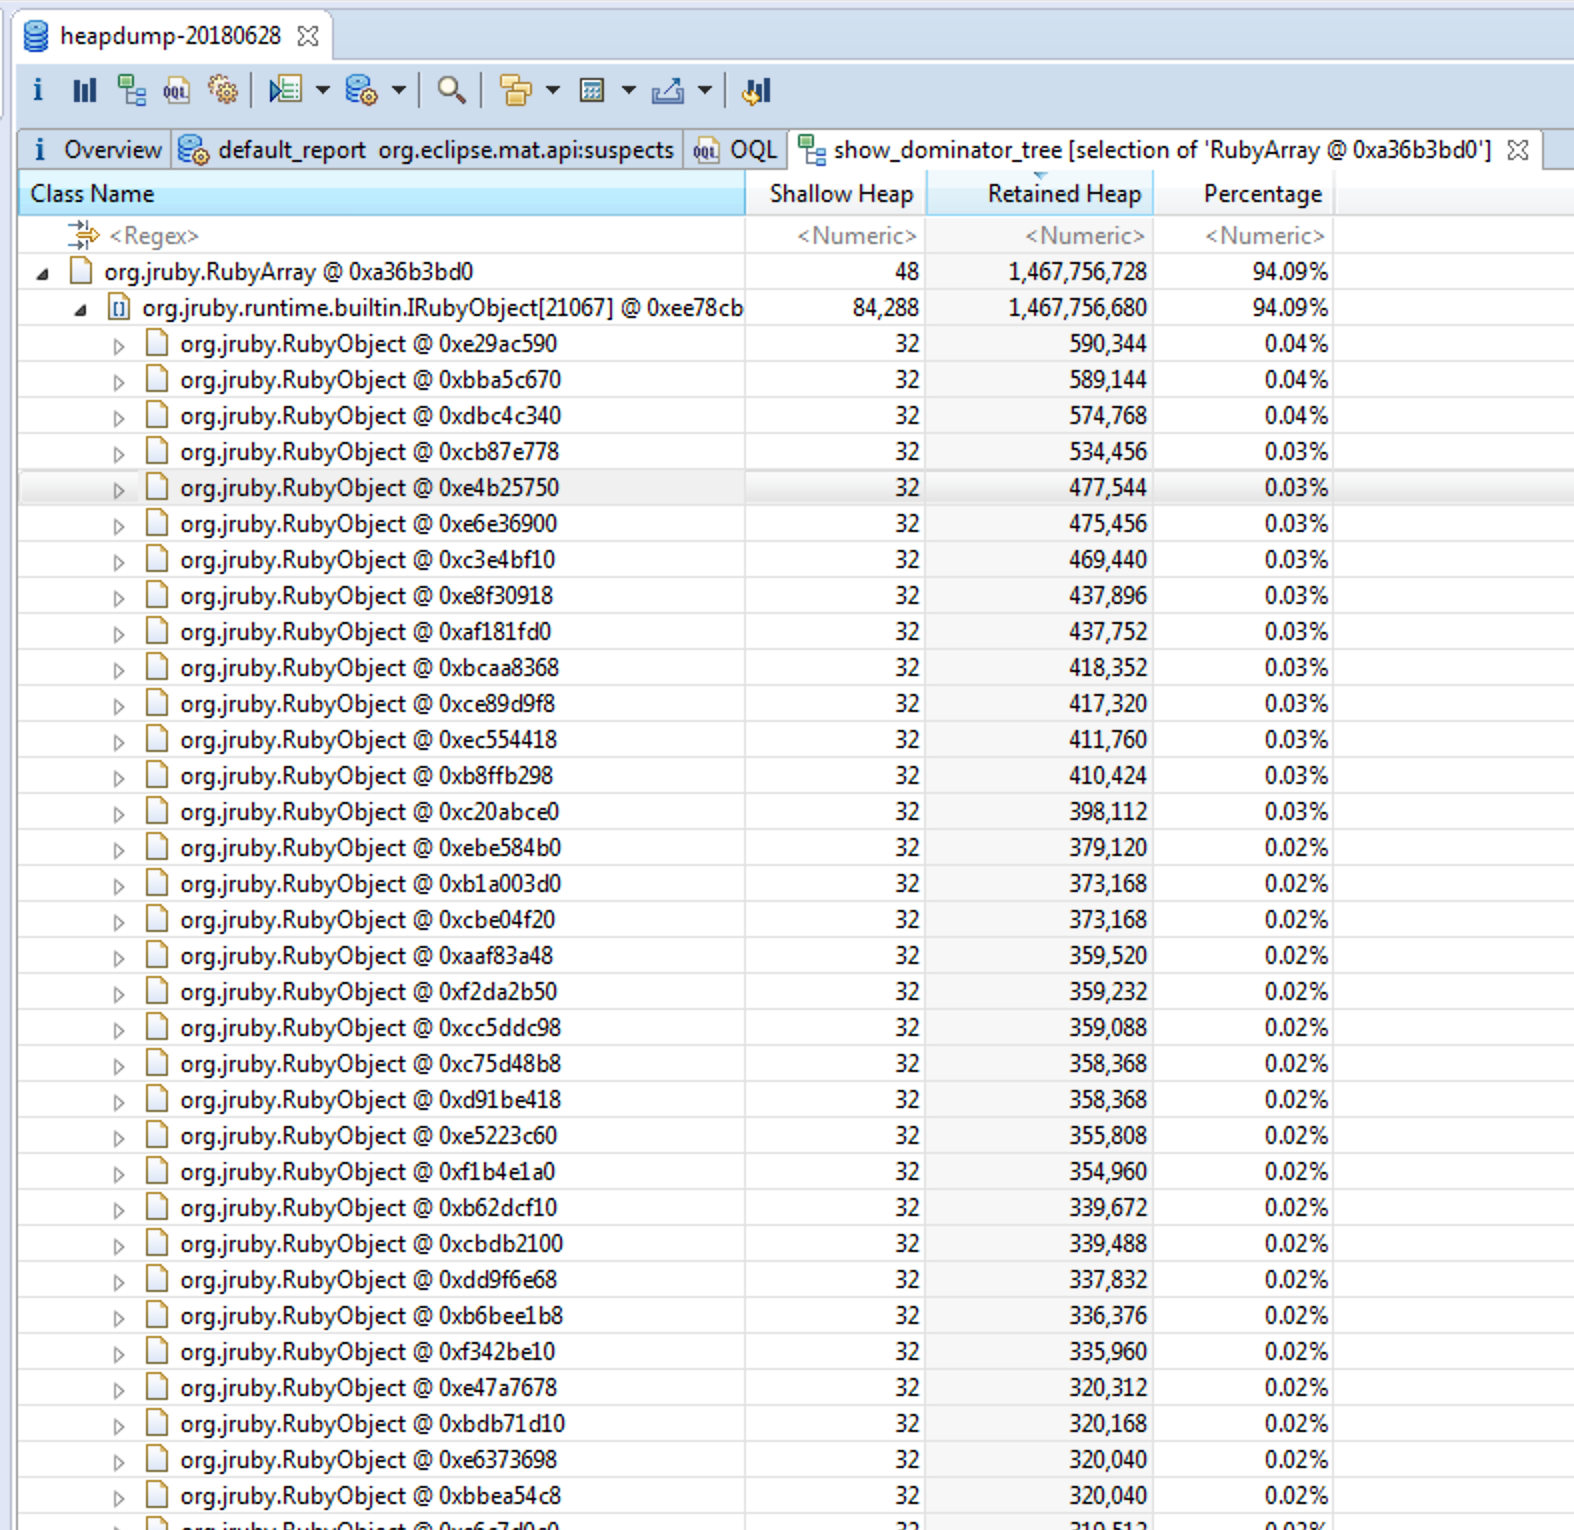 heapdump-20180628
i OQL
i Overview default_report org.eclipse.mat.api:suspects OQL OQL show_dominator_tree [selection of 'RubyArray @ 0xa36b3bd0']
Class Name Shallow Heap Retained Heap Percentage
<Regex> <Numeric> <Numeric> <Numeric>
org.jruby.RubyArray @ 0xa36b3bd0 48 1,467,756,728 94.09%
org.jruby.runtime.builtin.IRubyObject[21067] @ 0xee78cb 84,288 1,467,756,680 94.09%
org.jruby.RubyObject @ 0xe29ac590 32 590,344 0.04%
org.jruby.RubyObject @ 0xbba5c670 32 589,144 0.04%
org.jruby.RubyObject @ 0xdbc4c340 32 574,768 0.04%
org.jruby.RubyObject @ 0xcb87e778 32 534,456 0.03%
org.jruby.RubyObject @ 0xe4b25750 32 477,544 0.03%
org.jruby.RubyObject @ 0xe6e36900 32 475,456 0.03%
org.jruby.RubyObject @ 0xc3e4bf10 32 469,440 0.03%
org.jruby.RubyObject @ 0xe8f30918 32 437,896 0.03%
org.jruby.RubyObject @ 0xaf181fd0 32 437,752 0.03%
org.jruby.RubyObject @ 0xbcaa8368 32 418,352 0.03%
org.jruby.RubyObject @ 0xce89d9f8 32 417,320 0.03%
org.jruby.RubyObject @ 0xec554418 32 411,760 0.03%
org.jruby.RubyObject @ 0xb8ffb298 32 410,424 0.03%
org.jruby.RubyObject @ 0xc20abce0 32 398,112 0.03%
org.jruby.RubyObject @ 0xebe584b0 32 379,120 0.02%
org.jruby.RubyObject @ 0xb1a003d0 32 373,168 0.02%
org.jruby.RubyObject @ 0xcbe04f20 32 373,168 0.02%
org.jruby.RubyObject @ 0xaaf83a48 32 359,520 0.02%
org.jruby.RubyObject @ 0xf2da2b50 32 359,232 0.02%
org.jruby.RubyObject @ 0xcc5ddc98 32 359,088 0.02%
org.jruby.RubyObject @ 0xc75d48b8 32 358,368 0.02%
org.jruby.RubyObject @ 0xd91be418 32 358,368 0.02%
org.jruby.RubyObject @ 0xe5223c60 32 355,808 0.02%
org.jruby.RubyObject @ 0xf1b4e1a0 32 354,960 0.02%
org.jruby.RubyObject @ 0xb62dcf10 32 339,672 0.02%
org.jruby.RubyObject @ 0xcbdb2100 32 339,488 0.02%
org.jruby.RubyObject @ 0xdd9f6e68 32 337,832 0.02%
org.jruby.RubyObject @ 0xb6bee1b8 32 336,376 0.02%
org.jruby.RubyObject @ 0xf342be10 32 335,960 0.02%
org.jruby.RubyObject @ 0xe47a7678 32 320,312 0.02%
org.jruby.RubyObject @ 0xbdb71d10 32 320,168 0.02%
org.jruby.RubyObject @ 0xe6373698 32 320,040 0.02%
org.jruby.RubyObject @ 0xbbea54c8 32 320,040 0.02%